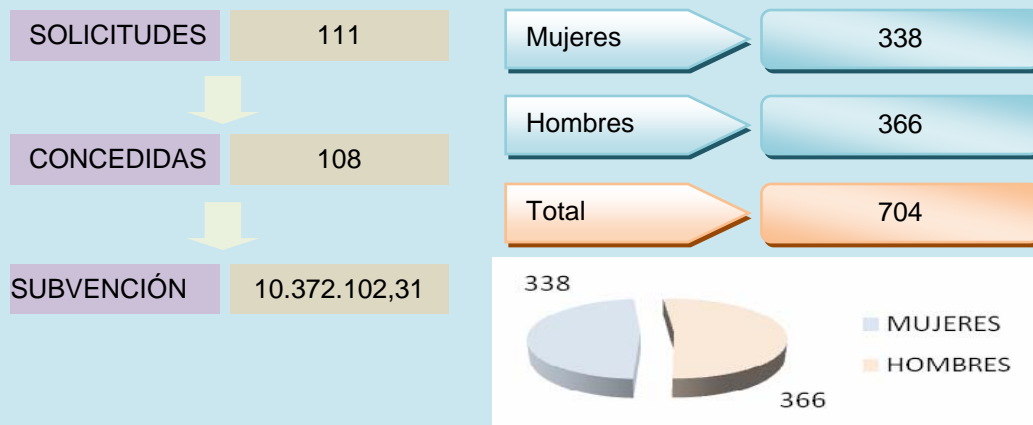 SOLICITUDES 111
CONCEDIDAS 108
SUBVENCIÓN 10.372.102,31
Mujeres 338
Hombres 366
Total 704
338
MUJERES
HOMBRES
366